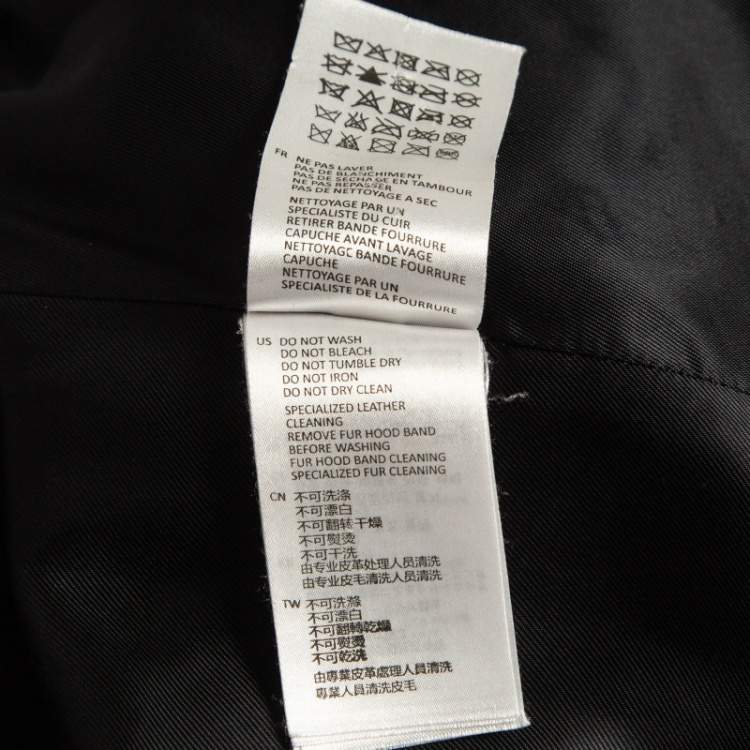 FR NE PAS LAVER
PAS DE BLANCHIMENT
PAS DE SECHAGE EN TAMBOUR
NE PAS REPASSER
PAS DE NETTOYAGE A SEC
NETTOYAGE PAR UN
SPECIALISTE DU CUIR
RETIRER BANDE FOURRURE
CAPUCHE AVANT LAVAGE
NETTOYAGC BANDE FOURRURE
CAPUCHE
NETTOYAGE PAR UN
SPECIALISTE DE LA FOURRURE
US DO NOT WASH
DO NOT BLEACH
DO NOT TUMBLE DRY
DO NOT IRON
DO NOT DRY CLEAN
SPECIALIZED LEATHER
CLEANING
REMOVE FUR HOOD BAND
BEFORE WASHING
FUR HOOD BAND CLEANING
SPECIALIZED FUR CLEANING
CN 不可洗涤
不可漂白
不可翻转干燥
不可熨烫
不可干洗
由专业皮革处理人员清洗
由专业皮毛清洗人员清洗
TW 不可洗滌
不可漂白
不可翻轉乾燥
不可熨燙
不可乾洗
由專業皮革處理人員清洗
專業人員清洗皮毛